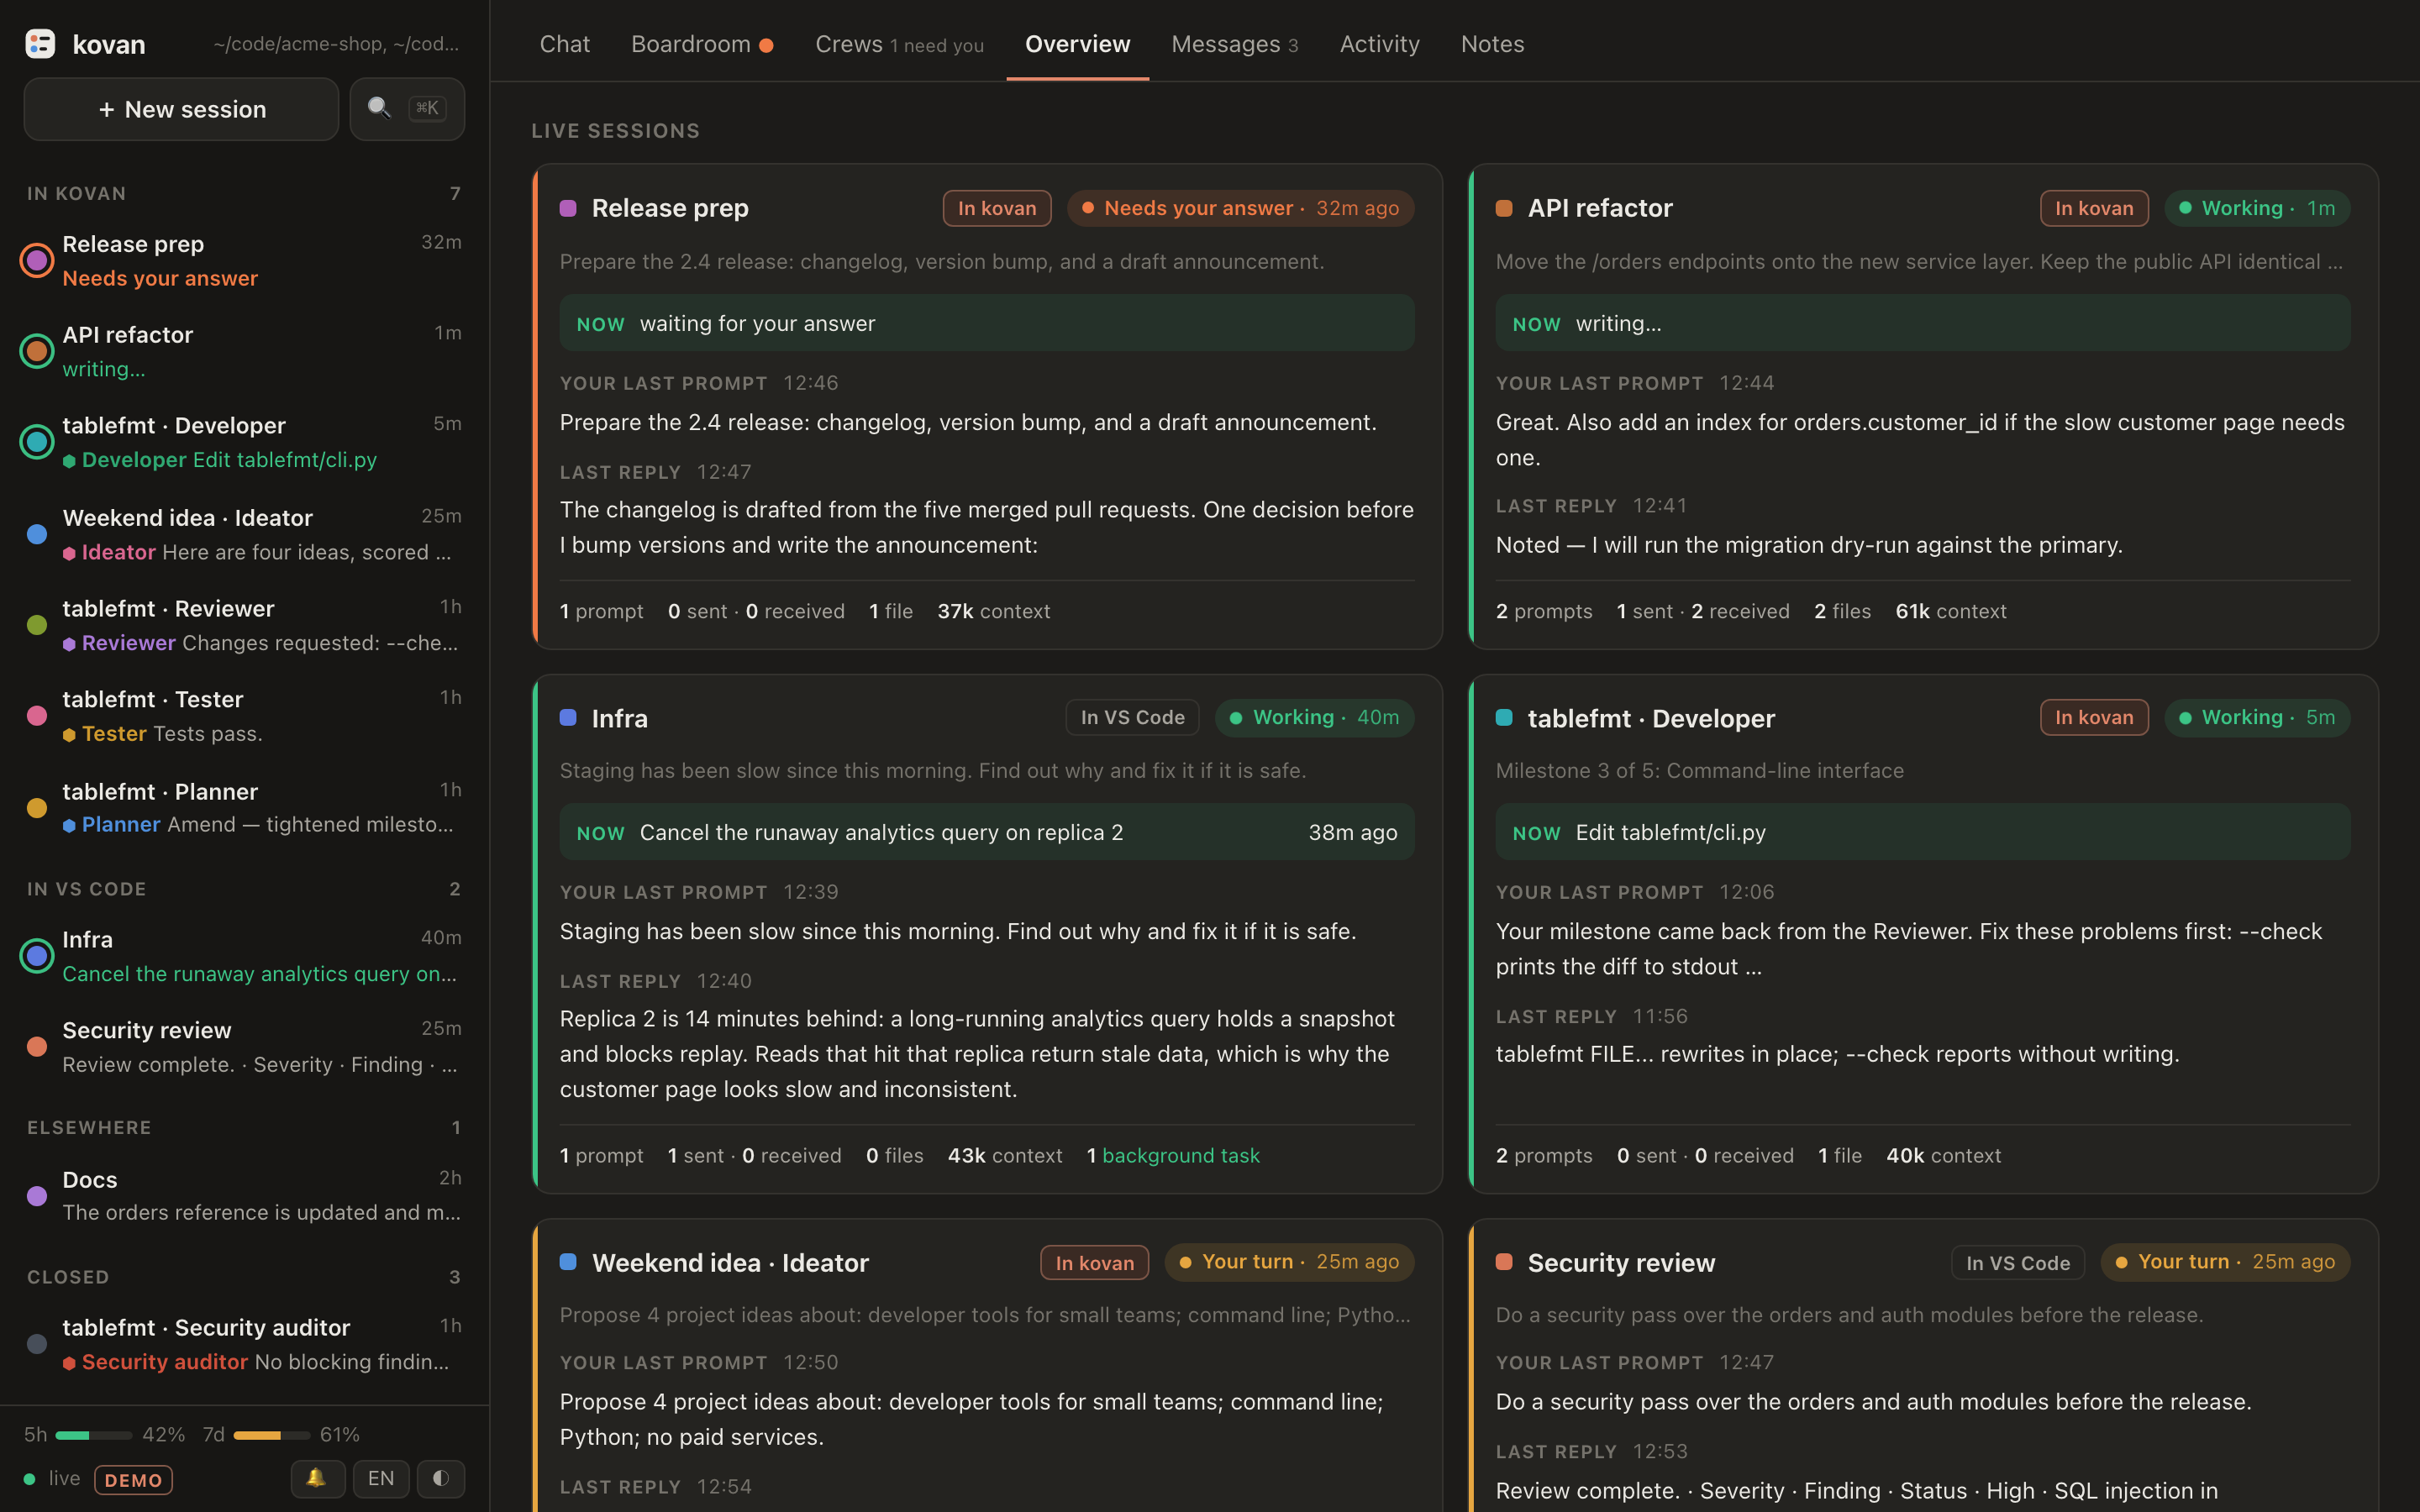 kovan
~/code/acme-shop, ~/cod...
+ New session
⌘K
IN KOVAN 7
Release prep 32m
Needs your answer
API refactor 1m
writing...
tablefmt · Developer 5m
Developer Edit tablefmt/cli.py
Weekend idea · Ideator 25m
Ideator Here are four ideas, scored ...
tablefmt · Reviewer 1h
Reviewer Changes requested: --che...
tablefmt · Tester 1h
Tester Tests pass.
tablefmt · Planner 1h
Planner Amend — tightened milesto...
IN VS CODE 2
Infra 40m
Cancel the runaway analytics query on...
Security review 25m
Review complete. · Severity · Finding · ...
ELSEWHERE 1
Docs 2h
The orders reference is updated and m...
CLOSED 3
tablefmt · Security auditor 1h
Security auditor No blocking findin...
5h 42% 7d 61%
live DEMO EN
Chat Boardroom Crews 1 need you Overview Messages 3 Activity Notes
LIVE SESSIONS
Release prep In kovan Needs your answer · 32m ago
Prepare the 2.4 release: changelog, version bump, and a draft announcement.
NOW waiting for your answer
YOUR LAST PROMPT 12:46
Prepare the 2.4 release: changelog, version bump, and a draft announcement.
LAST REPLY 12:47
The changelog is drafted from the five merged pull requests. One decision before
I bump versions and write the announcement:
1 prompt 0 sent · 0 received 1 file 37k context
API refactor In kovan Working · 1m
Move the /orders endpoints onto the new service layer. Keep the public API identical ...
NOW writing...
YOUR LAST PROMPT 12:44
Great. Also add an index for orders.customer_id if the slow customer page needs
one.
LAST REPLY 12:41
Noted — I will run the migration dry-run against the primary.
2 prompts 1 sent · 2 received 2 files 61k context
Infra In VS Code Working · 40m
Staging has been slow since this morning. Find out why and fix it if it is safe.
NOW Cancel the runaway analytics query on replica 2 38m ago
YOUR LAST PROMPT 12:39
Staging has been slow since this morning. Find out why and fix it if it is safe.
LAST REPLY 12:40
Replica 2 is 14 minutes behind: a long-running analytics query holds a snapshot
and blocks replay. Reads that hit that replica return stale data, which is why the
customer page looks slow and inconsistent.
1 prompt 1 sent · 0 received 0 files 43k context 1 background task
tablefmt · Developer In kovan Working · 5m
Milestone 3 of 5: Command-line interface
NOW Edit tablefmt/cli.py
YOUR LAST PROMPT 12:06
Your milestone came back from the Reviewer. Fix these problems first: --check
prints the diff to stdout ...
LAST REPLY 11:56
tablefmt FILE... rewrites in place; --check reports without writing.
2 prompts 0 sent · 0 received 1 file 40k context
Weekend idea · Ideator In kovan Your turn · 25m ago
Propose 4 project ideas about: developer tools for small teams; command line; Pytho...
YOUR LAST PROMPT 12:50
Propose 4 project ideas about: developer tools for small teams; command line;
Python; no paid services.
LAST REPLY 12:54
Security review In VS Code Your turn · 25m ago
Do a security pass over the orders and auth modules before the release.
YOUR LAST PROMPT 12:47
Do a security pass over the orders and auth modules before the release.
LAST REPLY 12:53
Review complete. · Severity · Finding · Status · High · SQL injection in